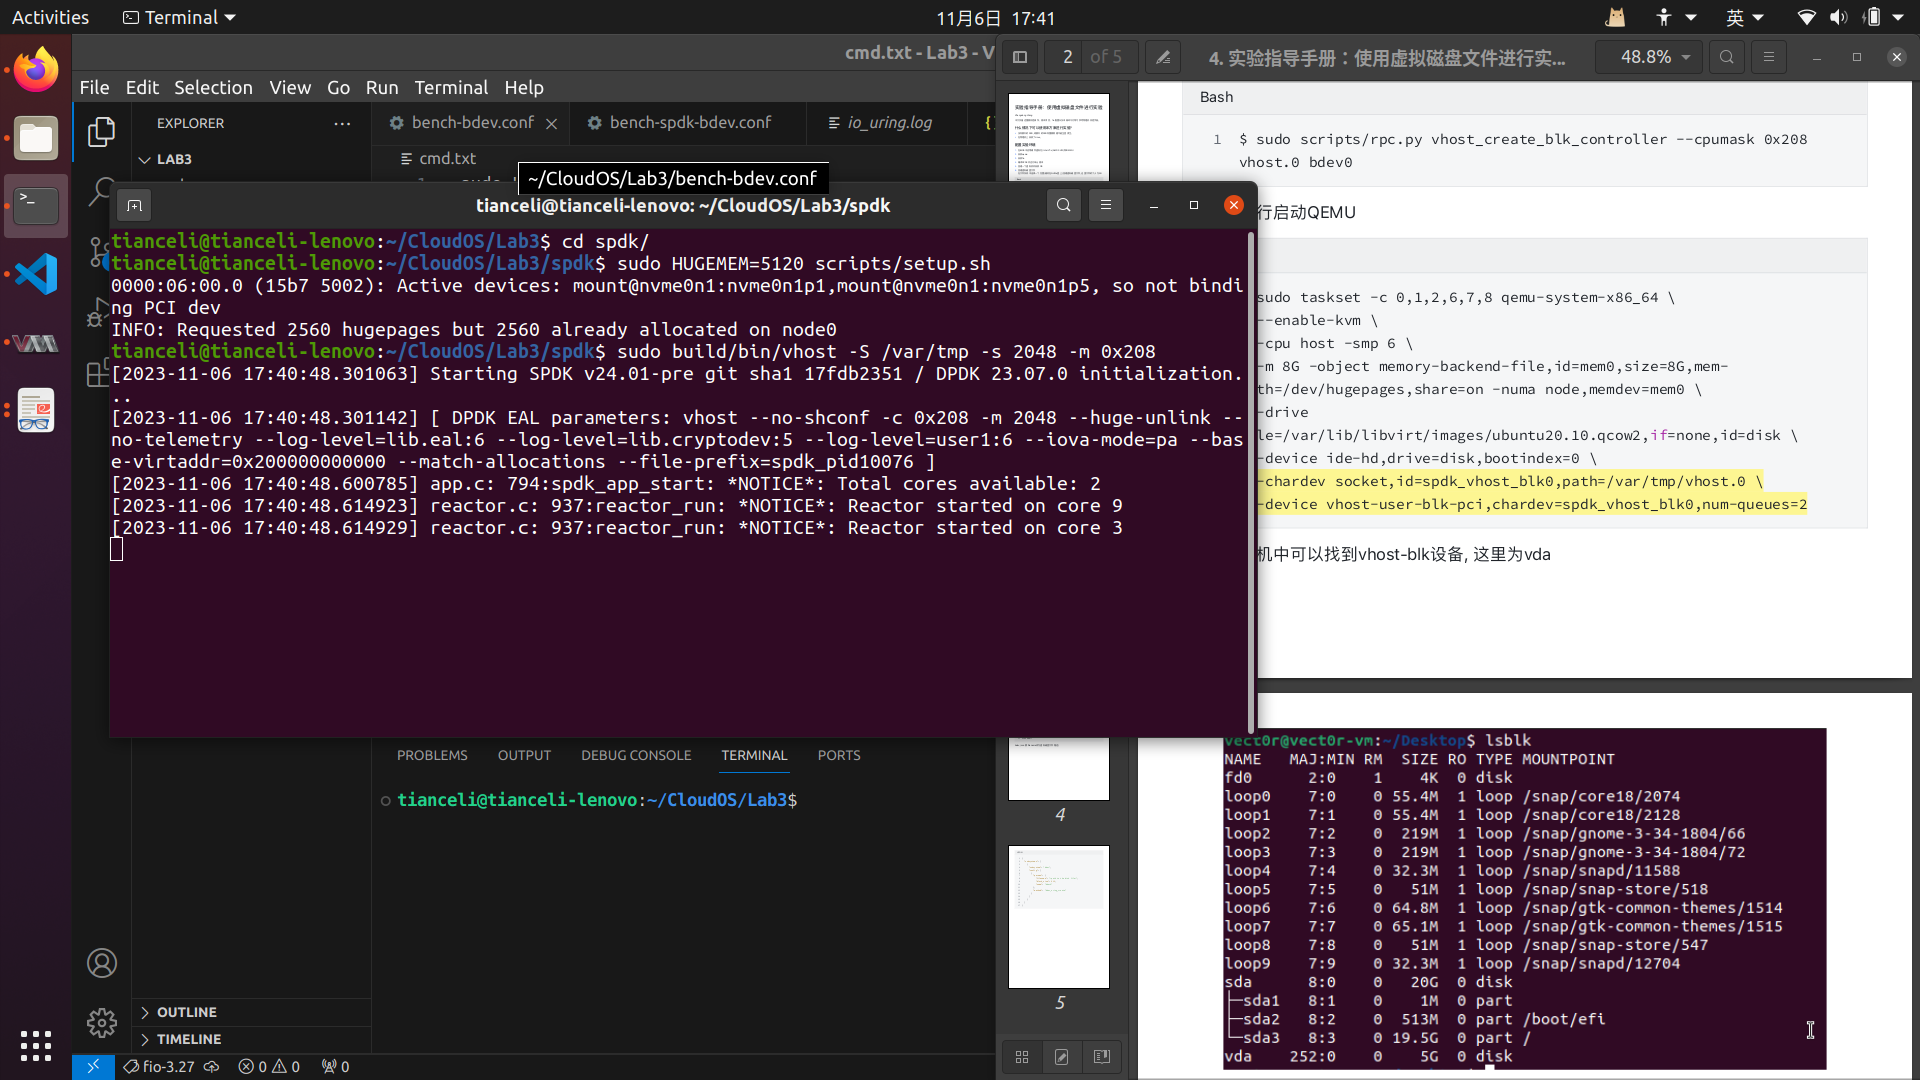 Activities
Terminal
11月6日 17:41
英
cmd.txt - Lab3 - V
File Edit Selection View Go Run Terminal Help
EXPLORER
LAB3
bench-bdev.conf
bench-spdk-bdev.conf
io_uring.log
cmd.txt
~/CloudOS/Lab3/bench-bdev.conf
tianceli@tianceli-lenovo: ~/CloudOS/Lab3/spdk
tianceli@tianceli-lenovo:~/CloudOS/Lab3$ cd spdk/
tianceli@tianceli-lenovo:~/CloudOS/Lab3/spdk$ sudo HUGEMEM=5120 scripts/setup.sh
0000:06:00.0 (15b7 5002): Active devices: mount@nvme0n1:nvme0n1p1,mount@nvme0n1:nvme0n1p5, so not bindi
ng PCI dev
INFO: Requested 2560 hugepages but 2560 already allocated on node0
tianceli@tianceli-lenovo:~/CloudOS/Lab3/spdk$ sudo build/bin/vhost -S /var/tmp -s 2048 -m 0x208
[2023-11-06 17:40:48.301063] Starting SPDK v24.01-pre git sha1 17fdb2351 / DPDK 23.07.0 initialization.
..
[2023-11-06 17:40:48.301142] [ DPDK EAL parameters: vhost --no-shconf -c 0x208 -m 2048 --huge-unlink --
no-telemetry --log-level=lib.eal:6 --log-level=lib.cryptodev:5 --log-level=user1:6 --iova-mode=pa --bas
e-virtaddr=0x200000000000 --match-allocations --file-prefix=spdk_pid10076 ]
[2023-11-06 17:40:48.600785] app.c: 794:spdk_app_start: *NOTICE*: Total cores available: 2
[2023-11-06 17:40:48.614923] reactor.c: 937:reactor_run: *NOTICE*: Reactor started on core 9
[2023-11-06 17:40:48.614929] reactor.c: 937:reactor_run: *NOTICE*: Reactor started on core 3
PROBLEMS OUTPUT DEBUG CONSOLE TERMINAL PORTS
tianceli@tianceli-lenovo:~/CloudOS/Lab3$
OUTLINE
TIMELINE
fio-3.27
0 0
0
2 of 5
4. 实验指导手册：使用虚拟磁盘文件进行实...
48.8%
4
5
Bash
1 $ sudo scripts/rpc.py vhost_create_blk_controller --cpumask 0x208
vhost.0 bdev0
行启动QEMU
sudo taskset -c 0,1,2,6,7,8 qemu-system-x86_64 \
--enable-kvm \
-cpu host -smp 6 \
-m 8G -object memory-backend-file,id=mem0,size=8G,mem-
th=/dev/hugepages,share=on -numa node,memdev=mem0 \
-drive
le=/var/lib/libvirt/images/ubuntu20.10.qcow2,if=none,id=disk \
-device ide-hd,drive=disk,bootindex=0 \
-chardev socket,id=spdk_vhost_blk0,path=/var/tmp/vhost.0 \
-device vhost-user-blk-pci,chardev=spdk_vhost_blk0,num-queues=2
机中可以找到vhost-blk设备, 这里为vda
vect0r@vect0r-vm:~/Desktop$ lsblk
NAME MAJ:MIN RM SIZE RO TYPE MOUNTPOINT
fd0 2:0 1 4K 0 disk
loop0 7:0 0 55.4M 1 loop /snap/core18/2074
loop1 7:1 0 55.4M 1 loop /snap/core18/2128
loop2 7:2 0 219M 1 loop /snap/gnome-3-34-1804/66
loop3 7:3 0 219M 1 loop /snap/gnome-3-34-1804/72
loop4 7:4 0 32.3M 1 loop /snap/snapd/11588
loop5 7:5 0 51M 1 loop /snap/snap-store/518
loop6 7:6 0 64.8M 1 loop /snap/gtk-common-themes/1514
loop7 7:7 0 65.1M 1 loop /snap/gtk-common-themes/1515
loop8 7:8 0 51M 1 loop /snap/snap-store/547
loop9 7:9 0 32.3M 1 loop /snap/snapd/12704
sda 8:0 0 20G 0 disk
├─sda1 8:1 0 1M 0 part
├─sda2 8:2 0 513M 0 part /boot/efi
└─sda3 8:3 0 19.5G 0 part /
vda 252:0 0 5G 0 disk